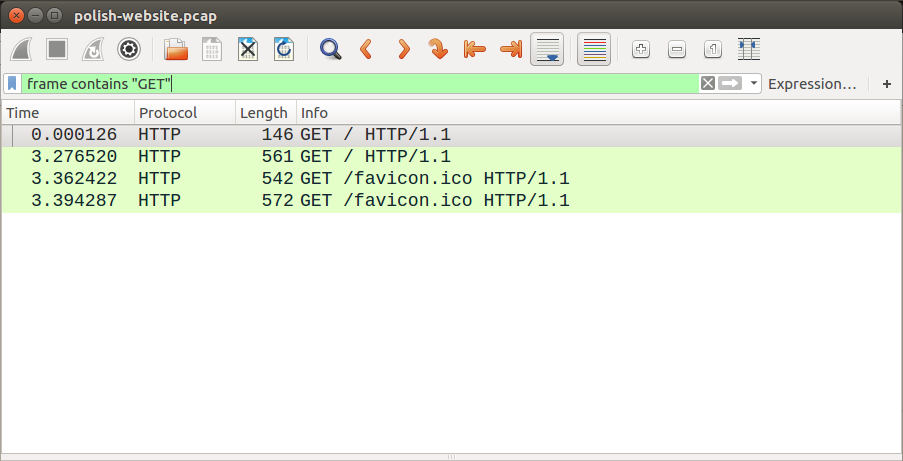 polish-website.pcap
frame contains "GET"
Expression…
+
Time Protocol Length Info
0.000126 HTTP 146 GET / HTTP/1.1
3.276520 HTTP 561 GET / HTTP/1.1
3.362422 HTTP 542 GET /favicon.ico HTTP/1.1
3.394287 HTTP 572 GET /favicon.ico HTTP/1.1